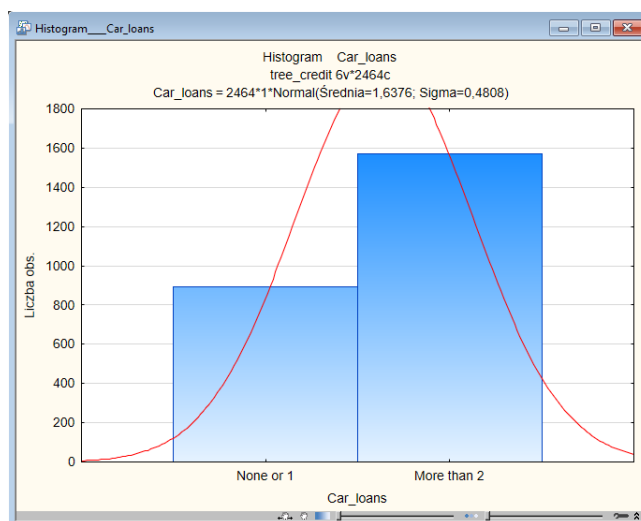 Histogram___Car_loans
Histogram Car_loans
tree_credit 6v*2464c
Car_loans = 2464*1*Normal(Średnia=1,6376; Sigma=0,4808)
1800
1600
1400
1200
1000
800
600
400
200
0
Liczba obs.
None or 1 More than 2
Car_loans